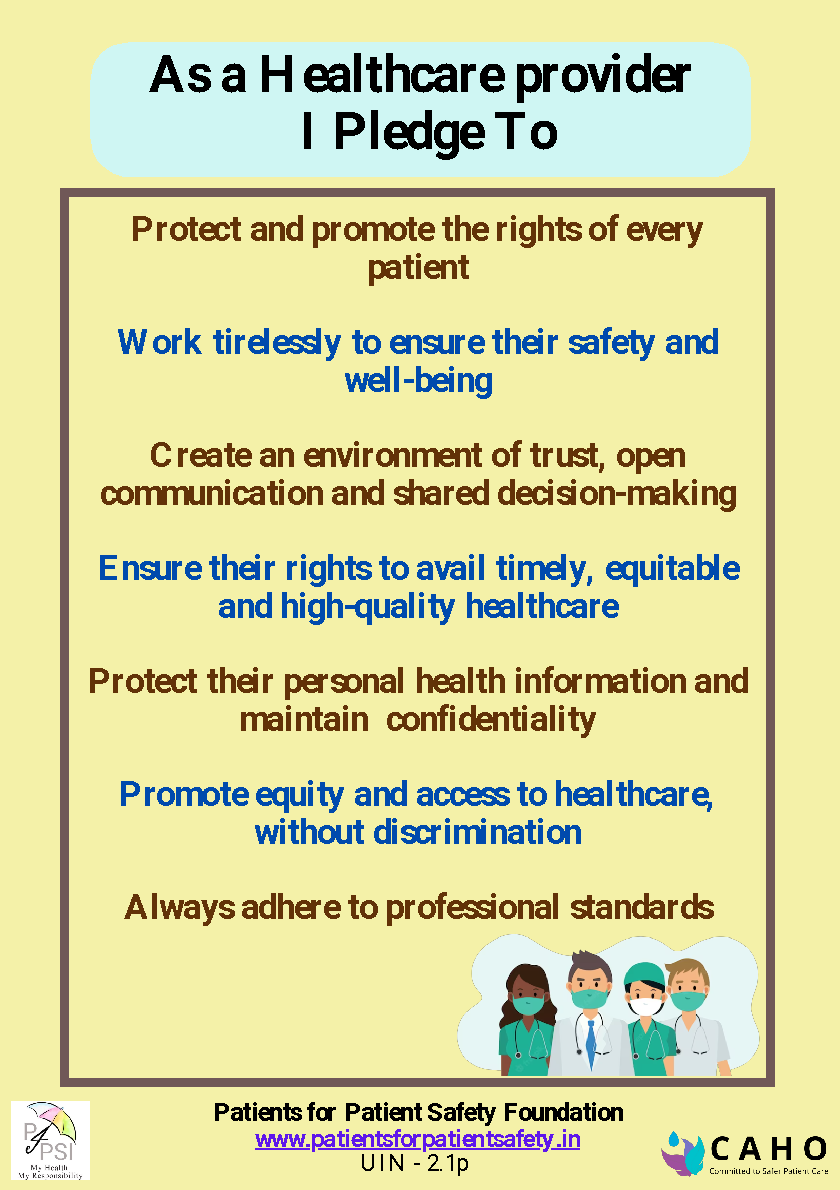 As a Healthcare provider
I Pledge To
Protect and promote the rights of every
patient
Work tirelessly to ensure their safety and
well-being
Create an environment of trust, open
communication and shared decision-making
Ensure their rights to avail timely, equitable
and high-quality healthcare
Protect their personal health information and
maintain confidentiality
Promote equity and access to healthcare,
without discrimination
Always adhere to professional standards
Patients for Patient Safety Foundation
www.patientsforpatientsafety.in
UIN - 2.1p
P4PSI
My Health
My Responsibility
CAHO
Committed to Safer Patient Care